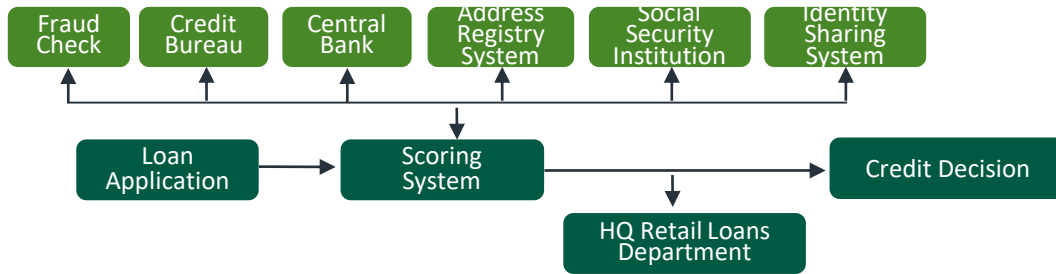 Fraud
Check
Credit
Bureau
Central
Bank
Address
Registry
System
Social
Security
Institution
Identity
Sharing
System
Loan
Application
Scoring
System
Credit Decision
HQ Retail Loans
Department